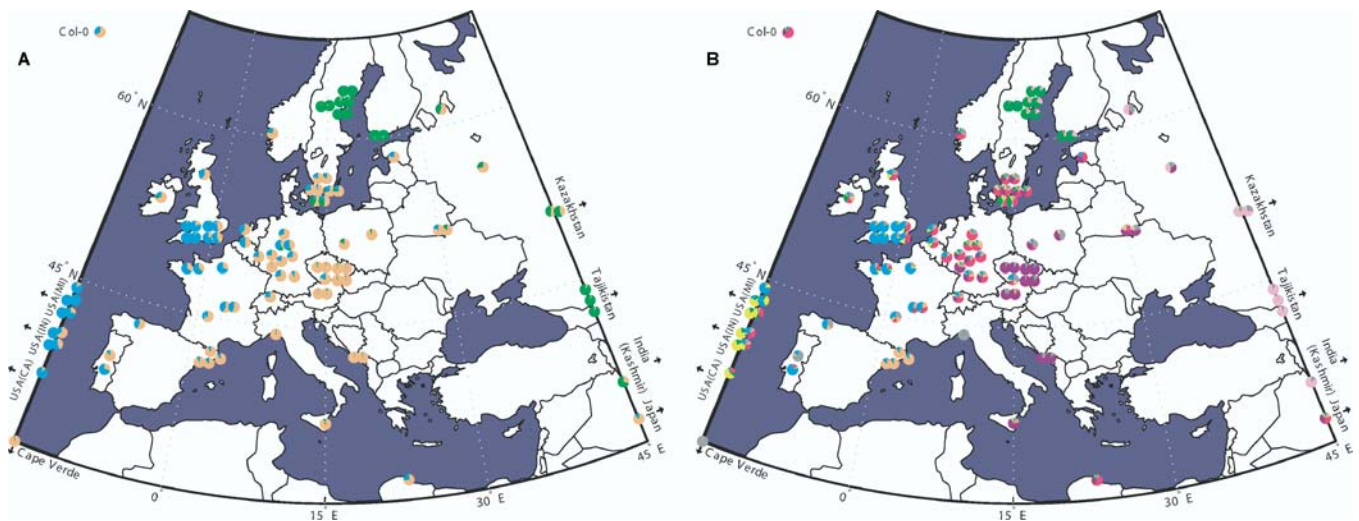 Col-0
A
60° N
45° N
USA(MI)
USA(IN)
USA(CA)
Cape Verde
0°
15° E
30° E
45° E
Kazakhstan
Tajikistan
India
(Kashmir)
Japan
Col-0
B
60° N
45° N
USA(MI)
USA(IN)
USA(CA)
Cape Verde
0°
15° E
30° E
45° E
Kazakhstan
Tajikistan
India
(Kashmir)
Japan